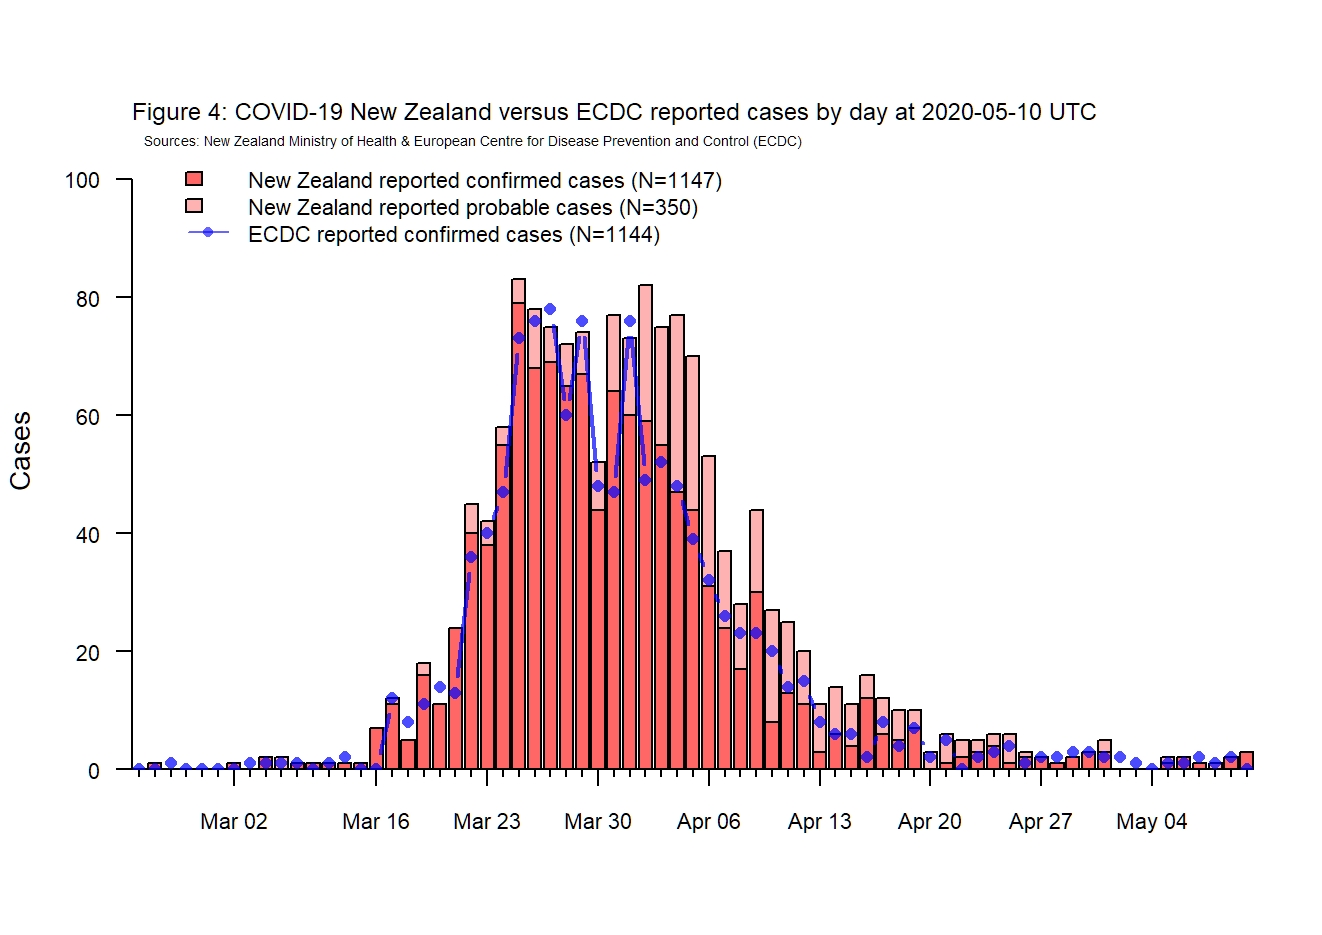 Figure 4: COVID-19 New Zealand versus ECDC reported cases by day at 2020-05-10 UTC
Sources: New Zealand Ministry of Health & European Centre for Disease Prevention and Control (ECDC)
New Zealand reported confirmed cases (N=1147)
New Zealand reported probable cases (N=350)
ECDC reported confirmed cases (N=1144)
100
80
60
40
20
0
Cases
Mar 02 Mar 16 Mar 23 Mar 30 Apr 06 Apr 13 Apr 20 Apr 27 May 04